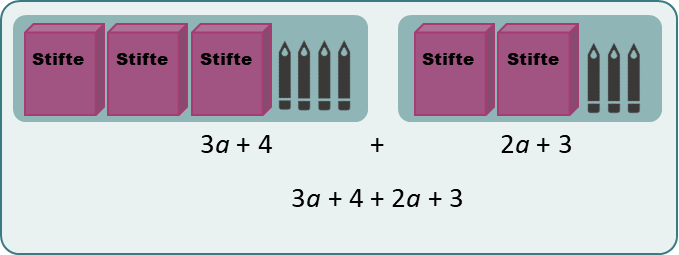 Stifte Stifte Stifte Stifte Stifte
3a + 4 + 2a + 3
3a + 4 + 2a + 3